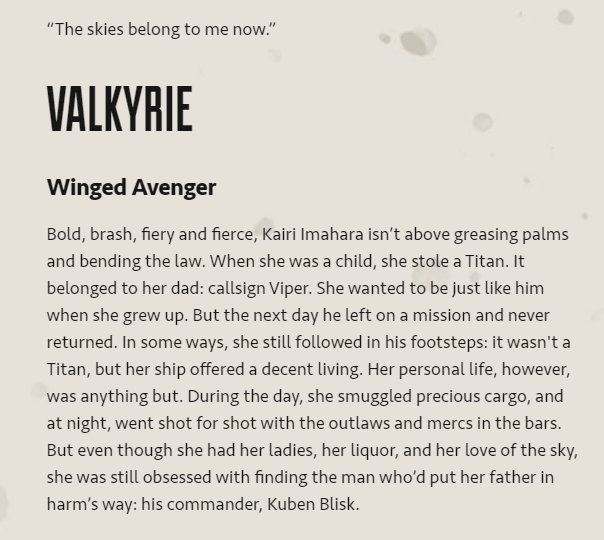 “The skies belong to me now.”
VALKYRIE
Winged Avenger
Bold, brash, fiery and fierce, Kairi Imahara isn’t above greasing palms
and bending the law. When she was a child, she stole a Titan. It
belonged to her dad: callsign Viper. She wanted to be just like him
when she grew up. But the next day he left on a mission and never
returned. In some ways, she still followed in his footsteps: it wasn't a
Titan, but her ship offered a decent living. Her personal life, however,
was anything but. During the day, she smuggled precious cargo, and
at night, went shot for shot with the outlaws and mercs in the bars.
But even though she had her ladies, her liquor, and her love of the sky,
she was still obsessed with finding the man who’d put her father in
harm’s way: his commander, Kuben Blisk.